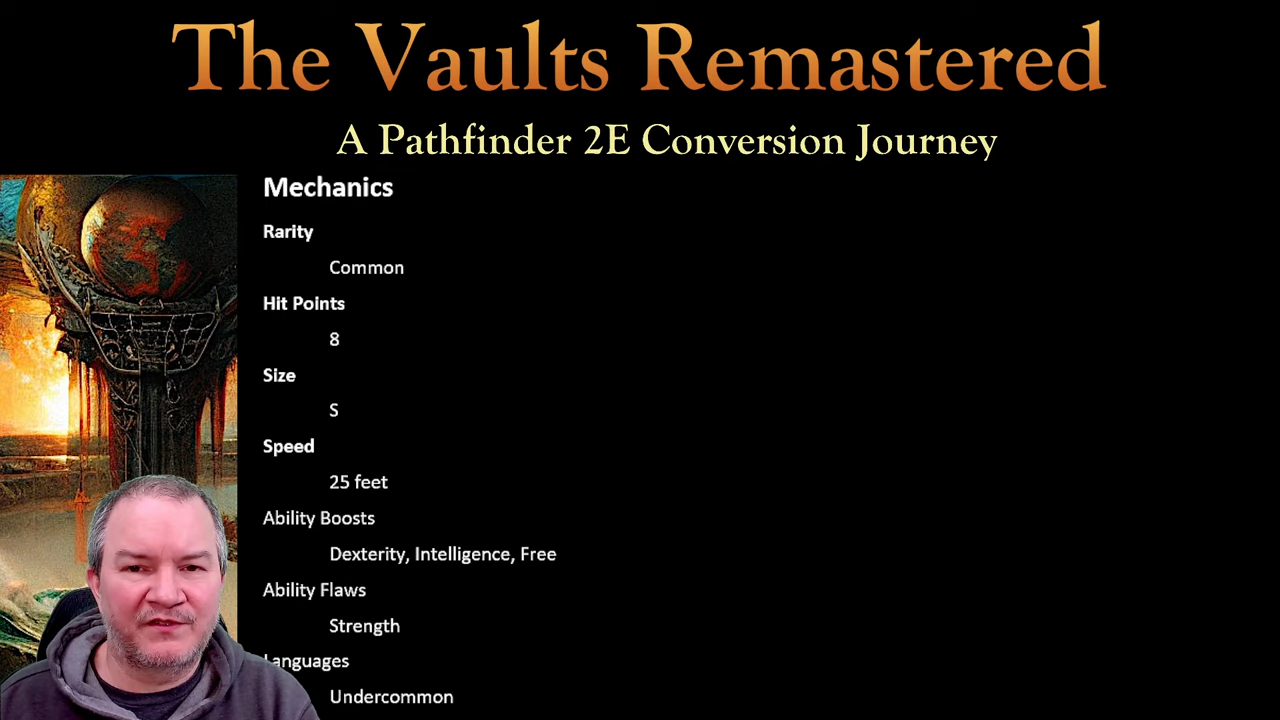 The Vaults Remastered
A Pathfinder 2E Conversion Journey
Mechanics
Rarity
Common
Hit Points
8
Size
S
Speed
25 feet
Ability Boosts
Dexterity, Intelligence, Free
Ability Flaws
Strength
Languages
Undercommon